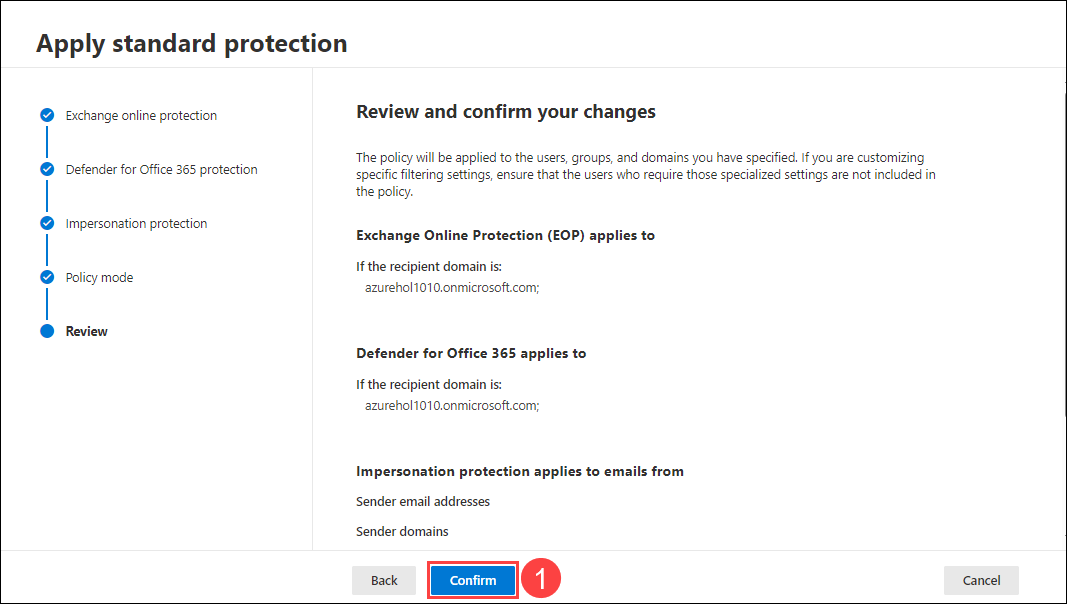 Apply standard protection
Exchange online protection
Defender for Office 365 protection
Impersonation protection
Policy mode
Review
Review and confirm your changes
The policy will be applied to the users, groups, and domains you have specified. If you are customizing
specific filtering settings, ensure that the users who require those specialized settings are not included in
the policy.
Exchange Online Protection (EOP) applies to
If the recipient domain is:
azurehol1010.onmicrosoft.com;
Defender for Office 365 applies to
If the recipient domain is:
azurehol1010.onmicrosoft.com;
Impersonation protection applies to emails from
Sender email addresses
Sender domains
Back
Confirm
1
Cancel